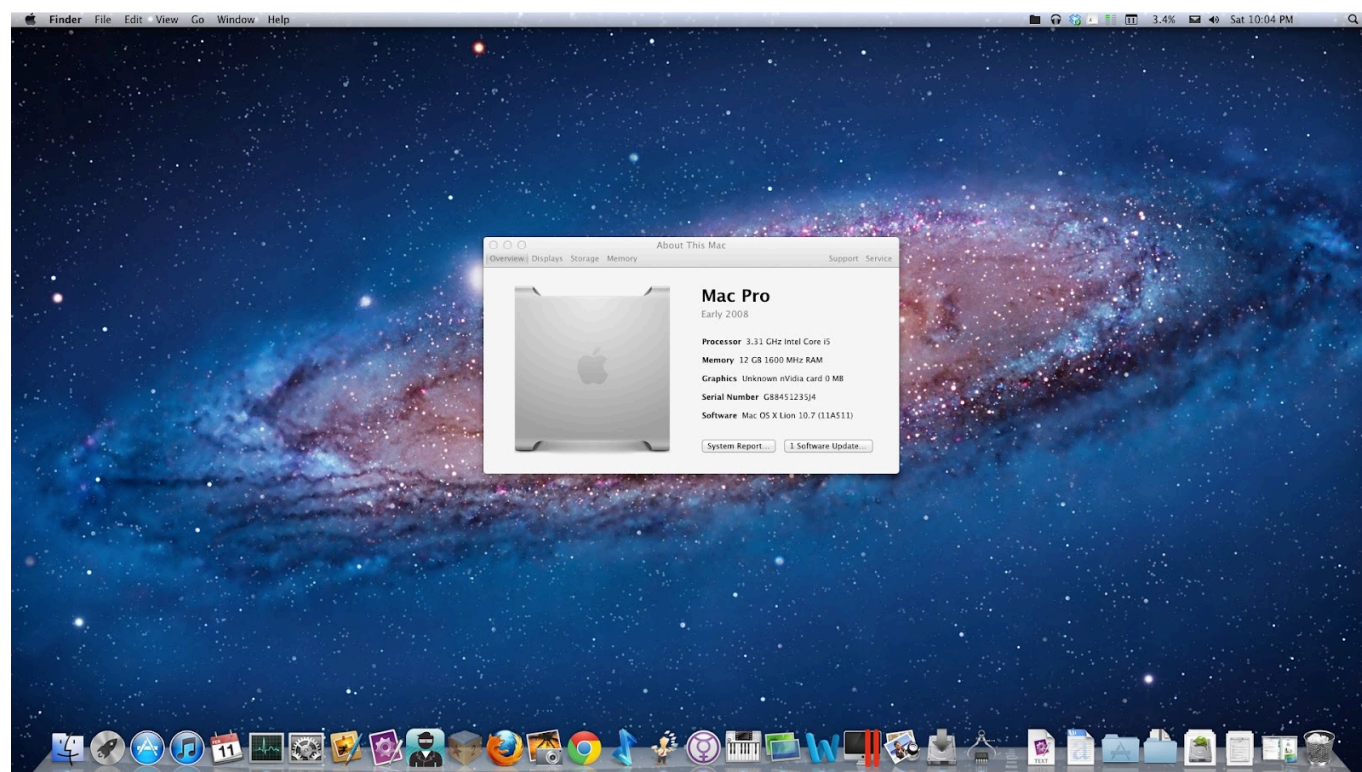 Finder File Edit View Go Window Help
11 3.4% Sat 10:04 PM
About This Mac
Overview Displays Storage Memory Support Service
Mac Pro
Early 2008
Processor 3.31 GHz Intel Core i5
Memory 12 GB 1600 MHz RAM
Graphics Unknown nVidia card 0 MB
Serial Number G88451235J4
Software Mac OS X Lion 10.7 (11A511)
System Report... 1 Software Update...
11
TEXT